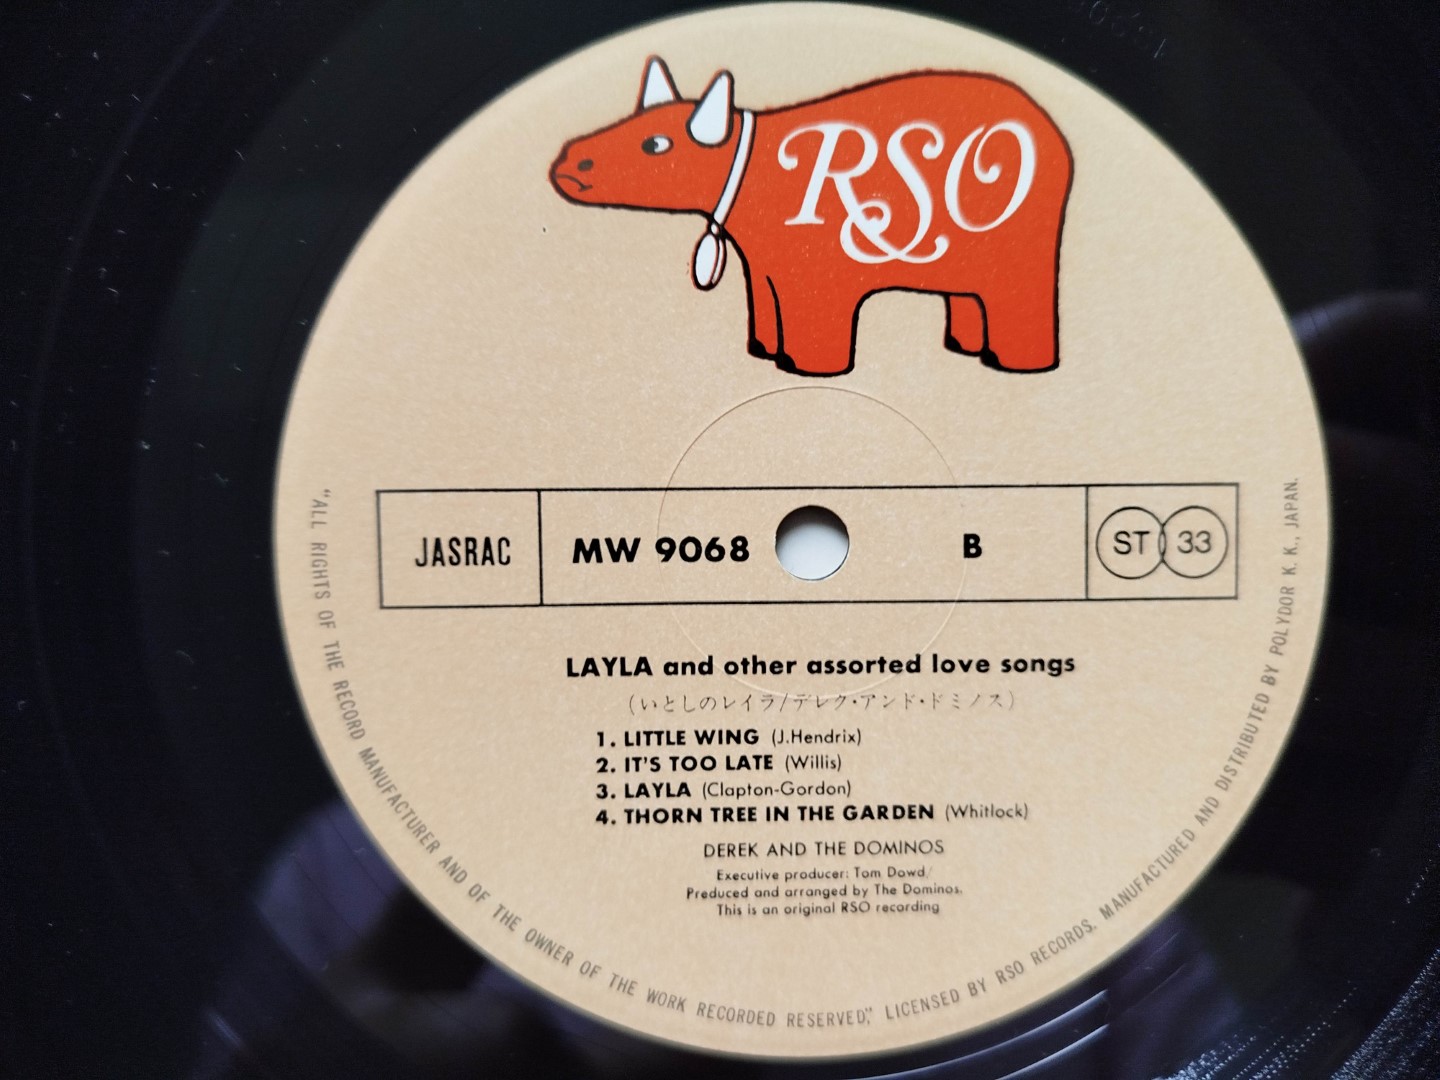 RSO
JASRAC
MW 9068
B
ST 33
LAYLA and other assorted love songs
(いとしのレイラ/デレク・アンド・ドミノス)
1. LITTLE WING (J.Hendrix)
2. IT'S TOO LATE (Willis)
3. LAYLA (Clapton-Gordon)
4. THORN TREE IN THE GARDEN (Whitlock)
DEREK AND THE DOMINOS
Executive producer: Tom Dowd/
Preduced and arranged by The Dominos.
This is an original RSO recording
"ALL RIGHTS OF THE RECORD MANUFACTURER AND OF THE OWNER OF THE WORK RECORDED RESERVED," LICENSED BY RSO RECORDS. MANUFACTURED AND DISTRIBUTED BY POLYDOR K. K., JAPAN.